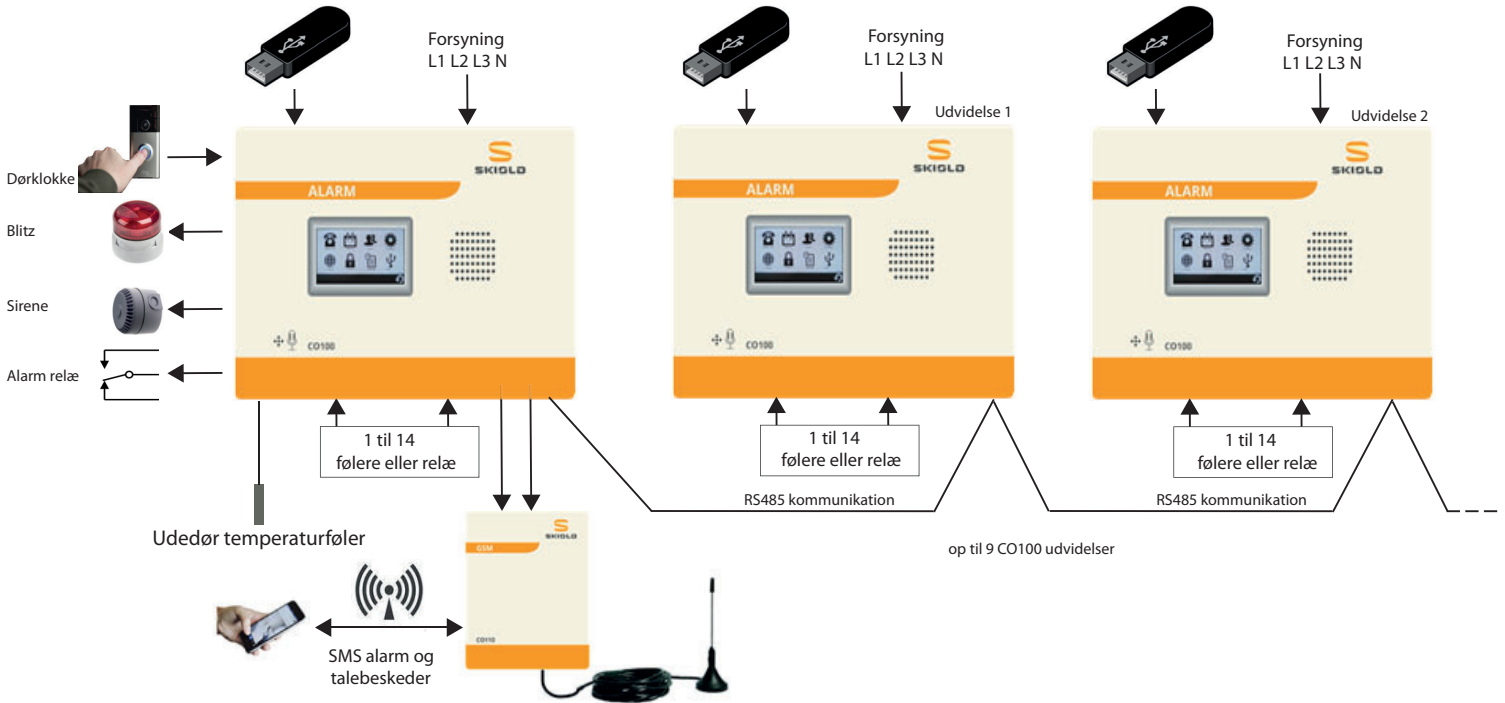 Forsyning
L1 L2 L3 N
Forsyning
L1 L2 L3 N
Forsyning
L1 L2 L3 N
Udvidelse 1
Udvidelse 2
Dørklokke
Blitz
Sirene
Alarm relæ
SKIOLD
ALARM
CO100
SKIOLD
ALARM
CO100
SKIOLD
ALARM
CO100
1 til 14
følere eller relæ
1 til 14
følere eller relæ
1 til 14
følere eller relæ
RS485 kommunikation
RS485 kommunikation
Udedør temperaturføler
op til 9 CO100 udvidelser
SKIOLD
GSM
CO110
SMS alarm og
talebeskeder